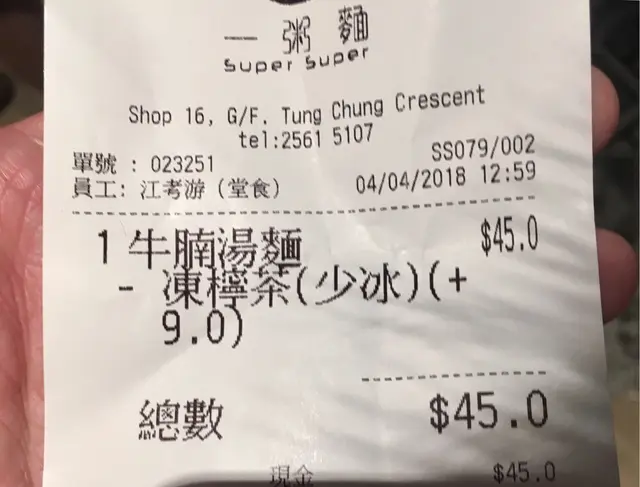 一粥麵
Super Super
Shop 16, G/F, Tung Chung Crescent
tel:2561 5107
SS079/002
單號 : 023251
04/04/2018 12:59
員工: 江考游 (堂食)
1 牛腩湯麵 $45.0
- 凍檸茶(少冰)(+
9.0)
總數 $45.0
現金 $45.0